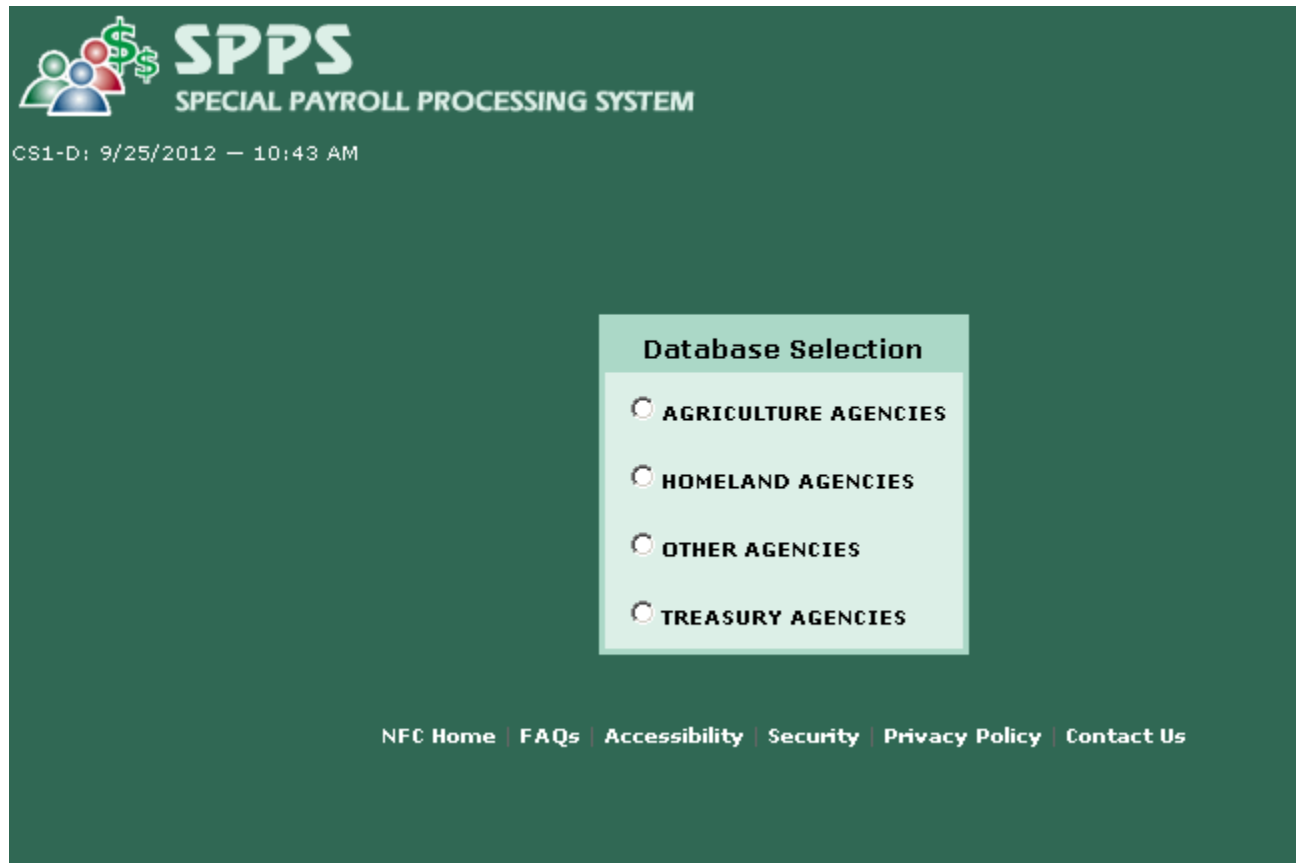 SPPS
SPECIAL PAYROLL PROCESSING SYSTEM
CS1-D: 9/25/2012 — 10:43 AM
Database Selection
AGRICULTURE AGENCIES
HOMELAND AGENCIES
OTHER AGENCIES
TREASURY AGENCIES
NFC Home | FAQs | Accessibility | Security | Privacy Policy | Contact Us